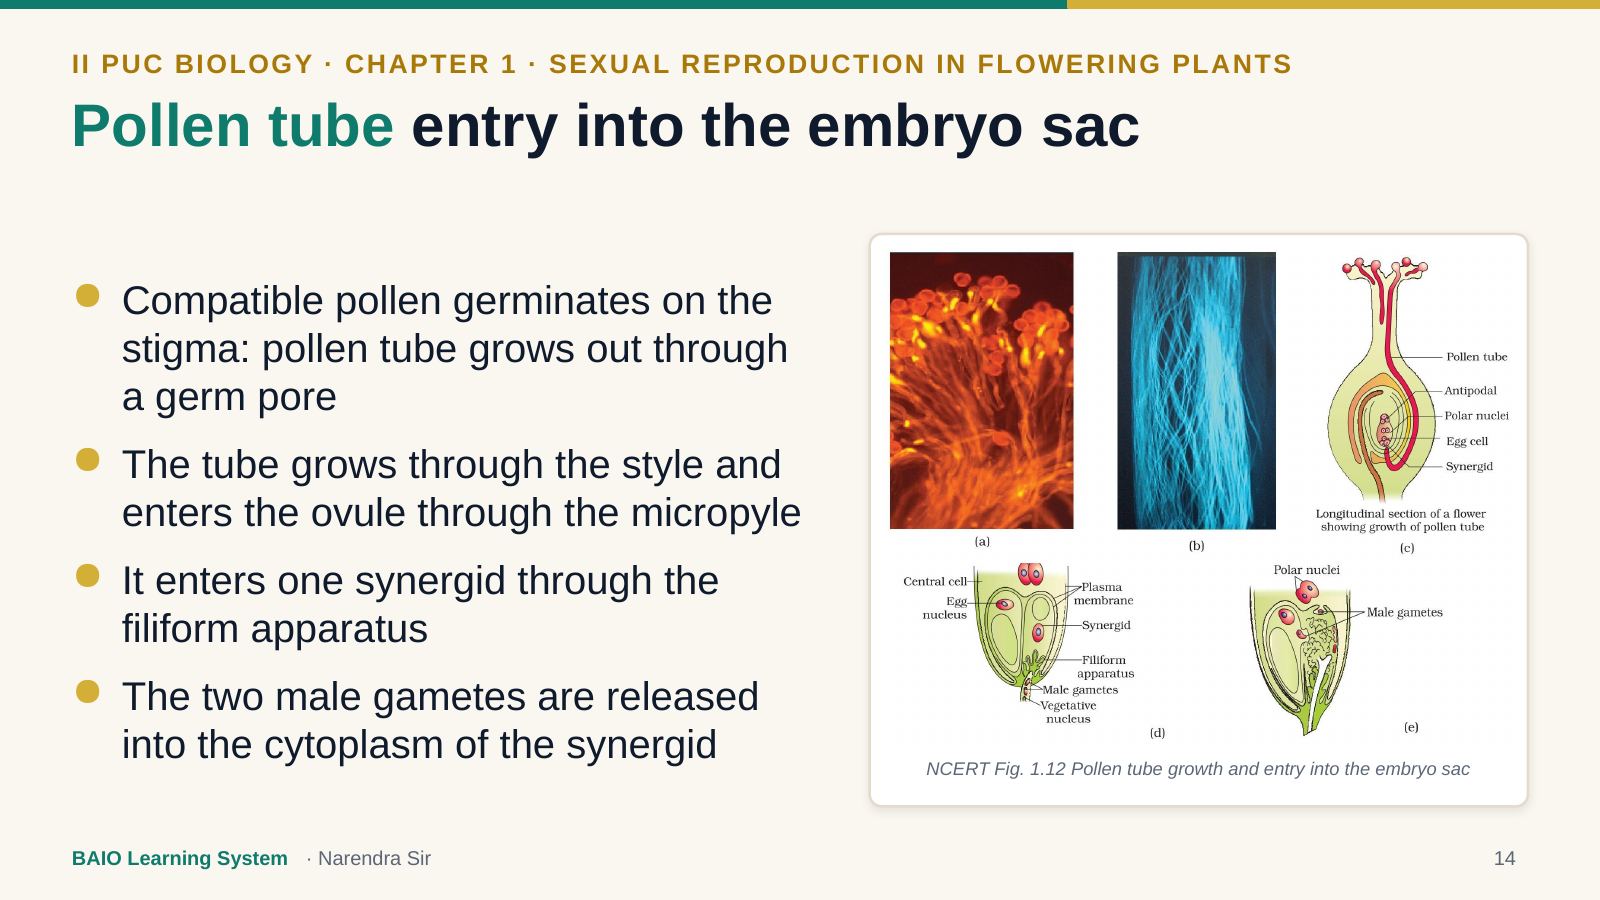 II PUC BIOLOGY · CHAPTER 1 · SEXUAL REPRODUCTION IN FLOWERING PLANTS
Pollen tube entry into the embryo sac
Compatible pollen germinates on the
stigma: pollen tube grows out through
a germ pore
The tube grows through the style and
enters the ovule through the micropyle
It enters one synergid through the
filiform apparatus
The two male gametes are released
into the cytoplasm of the synergid
Pollen tube
Antipodal
Polar nuclei
Egg cell
Synergid
Longitudinal section of a flower
showing growth of pollen tube
(a)
(b)
(c)
Central cell
Egg
nucleus
Plasma
membrane
Synergid
Filiform
apparatus
Male gametes
Vegetative
nucleus
(d)
Polar nuclei
Male gametes
(e)
NCERT Fig. 1.12 Pollen tube growth and entry into the embryo sac
BAIO Learning System · Narendra Sir
14